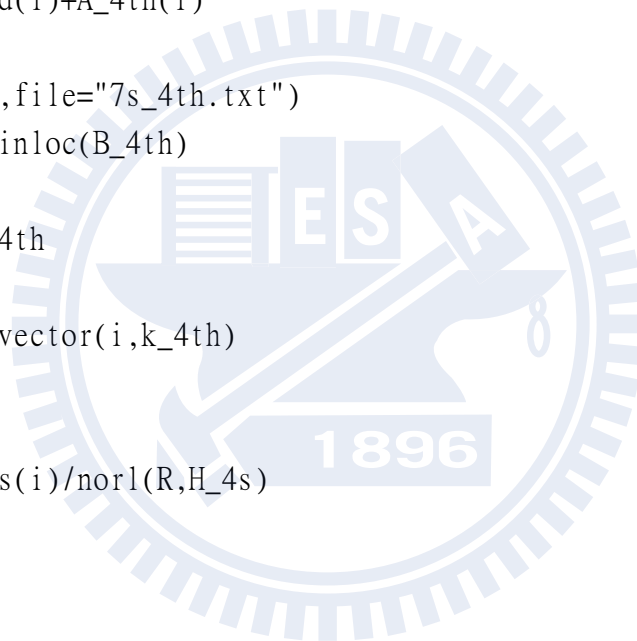 d(i)+A_4th(i)
,file="7s_4th.txt")
inloc(B_4th)
4th
vector(i,k_4th)
s(i)/norl(R,H_4s)
E S A
1896